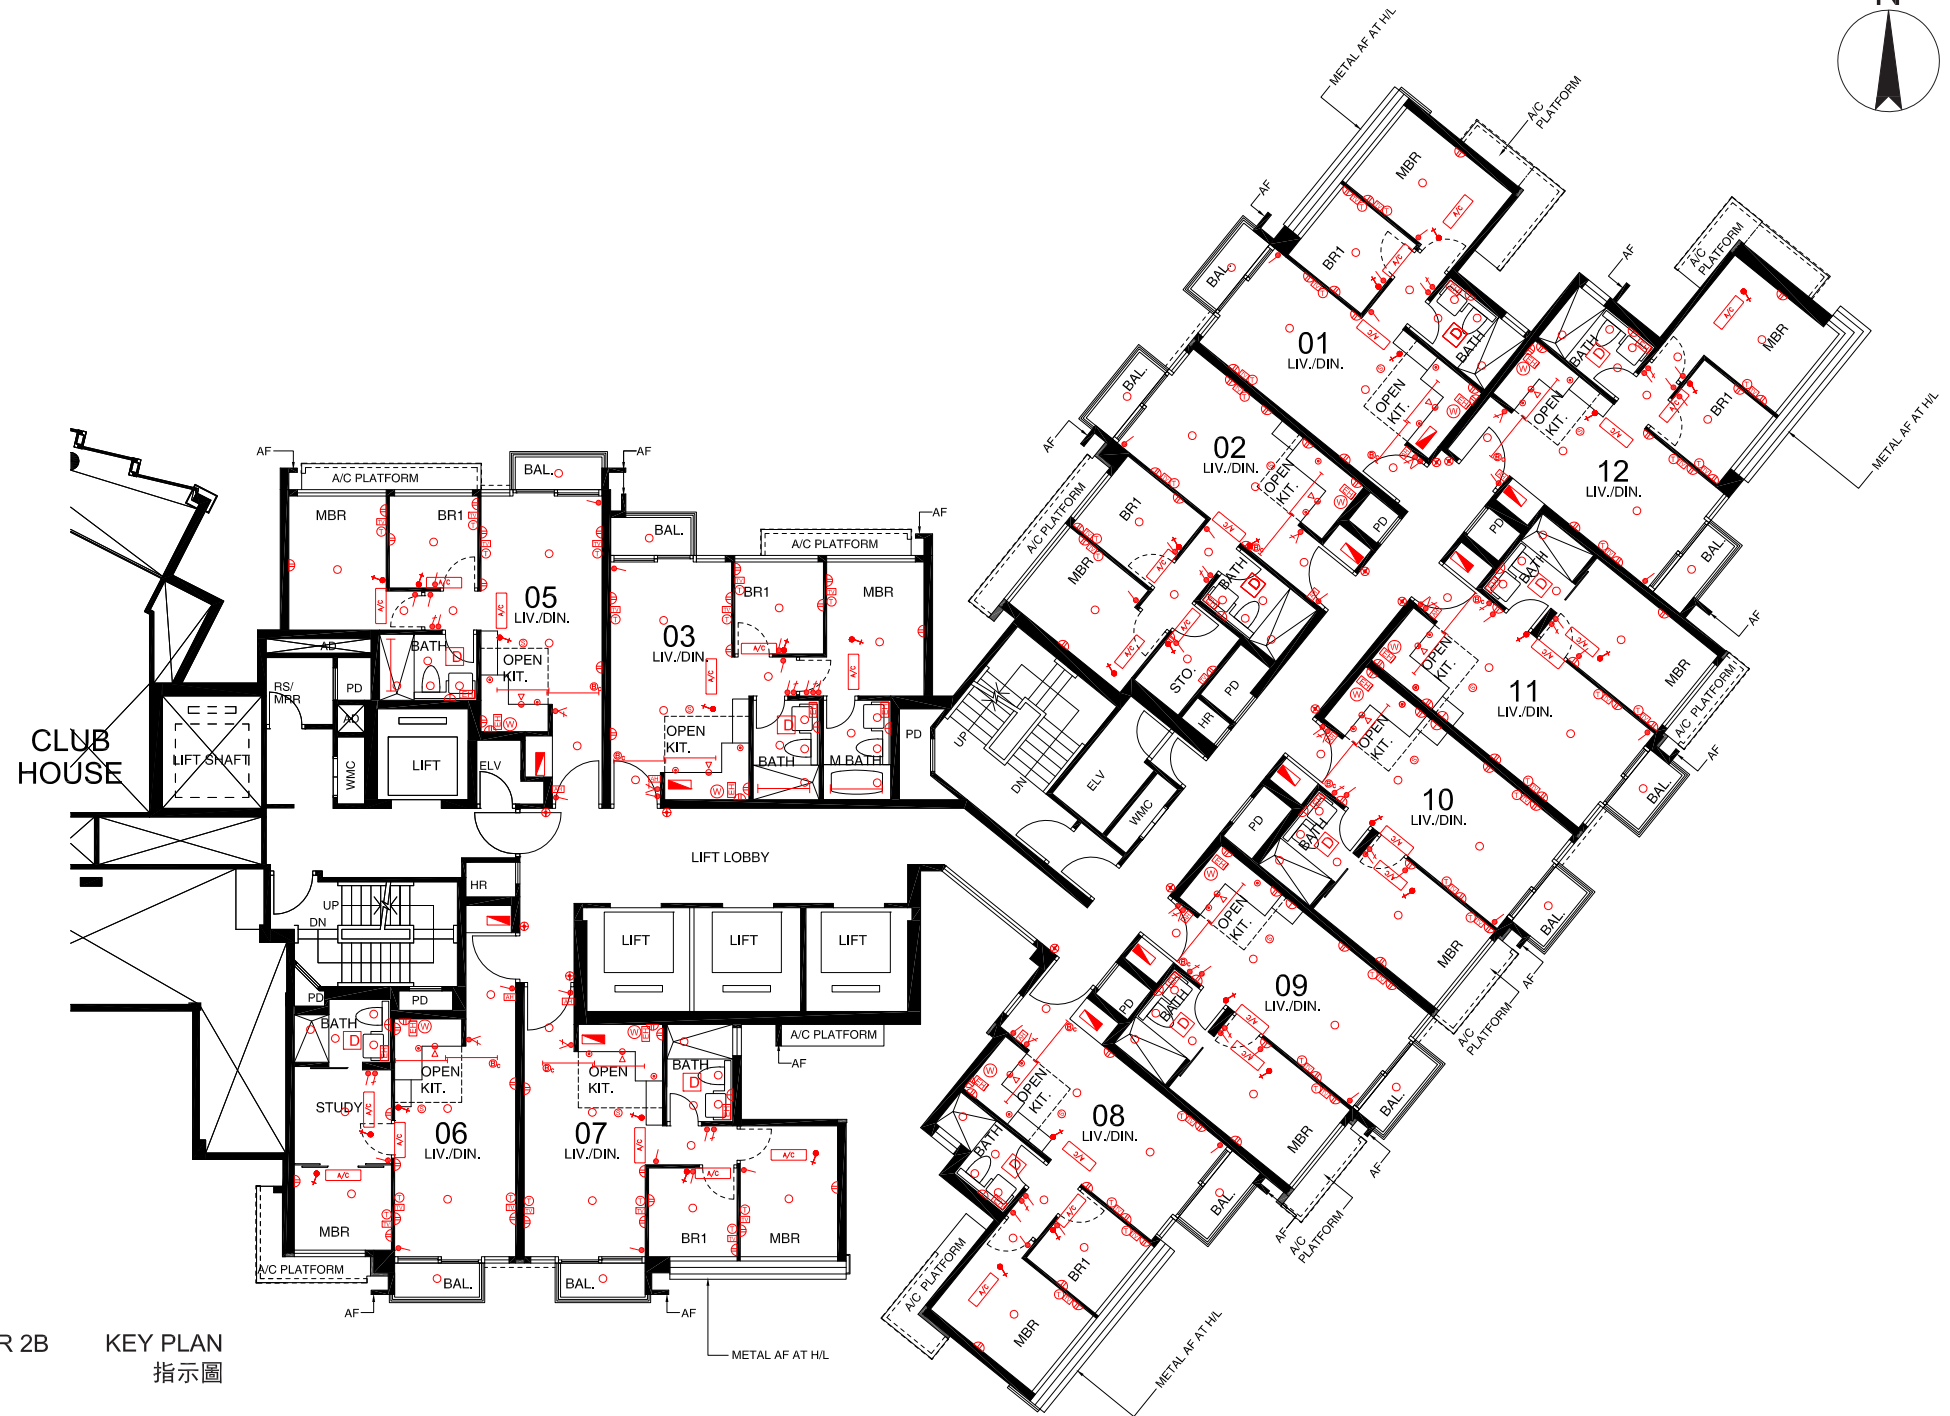 N
METAL AF AT H/L
A/C
PLATFORM
MBR
AF
BR1
BAL.
01
LIV./DIN.
BATH
OPEN
KIT.
A/C
PLATFORM
AF
MBR
BR1
BATH
OPEN
KIT.
12
LIV./DIN.
METAL AF AT H/L
BAL.
AF
BAL.
AF
02
LIV./DIN.
OPEN
KIT.
PD
A/C PLATFORM
BR1
MBR
BATH
STO.
PD
HR
PD
BATH
OPEN
KIT.
11
LIV./DIN.
MBR
A/C PLATFORM
AF
BAL.
AF
A/C PLATFORM
BAL.
AF
MBR
BR1
05
LIV./DIN.
BATH
OPEN
KIT.
BAL.
A/C PLATFORM
AF
03
LIV./DIN.
BR1
MBR
OPEN
KIT.
BATH
M BATH
PD
AD
RS/
MRR
PD
AD
WMC
LIFT
ELV
CLUB
HOUSE
LIFT SHAFT
UP
DN
ELV
WMC
LIFT LOBBY
HR
UP
DN
PD
PD
LIFT
LIFT
LIFT
OPEN
KIT.
10
LIV./DIN.
PD
BATH
MBR
BAL.
AF
A/C
PLATFORM
OPEN
KIT.
09
LIV./DIN.
PD
BATH
MBR
BAL.
AF
AF
A/C
PLATFORM
BATH
STUDY
MBR
A/C PLATFORM
OPEN
KIT.
06
LIV./DIN.
BAL.
AF
OPEN
KIT.
07
LIV./DIN.
BATH
BR1
MBR
BAL.
AF
A/C PLATFORM
AF
METAL AF AT H/L
OPEN
KIT.
08
LIV./DIN.
BATH
BR1
MBR
BAL.
A/C PLATFORM
METAL AF AT H/L
R 2B
KEY PLAN
指示圖